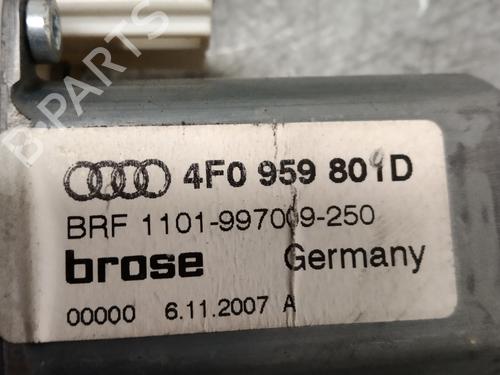 B-PARTS
4F0 959 801D
BRF 1101-997009-250
brose Germany
00000 6.11.2007 A